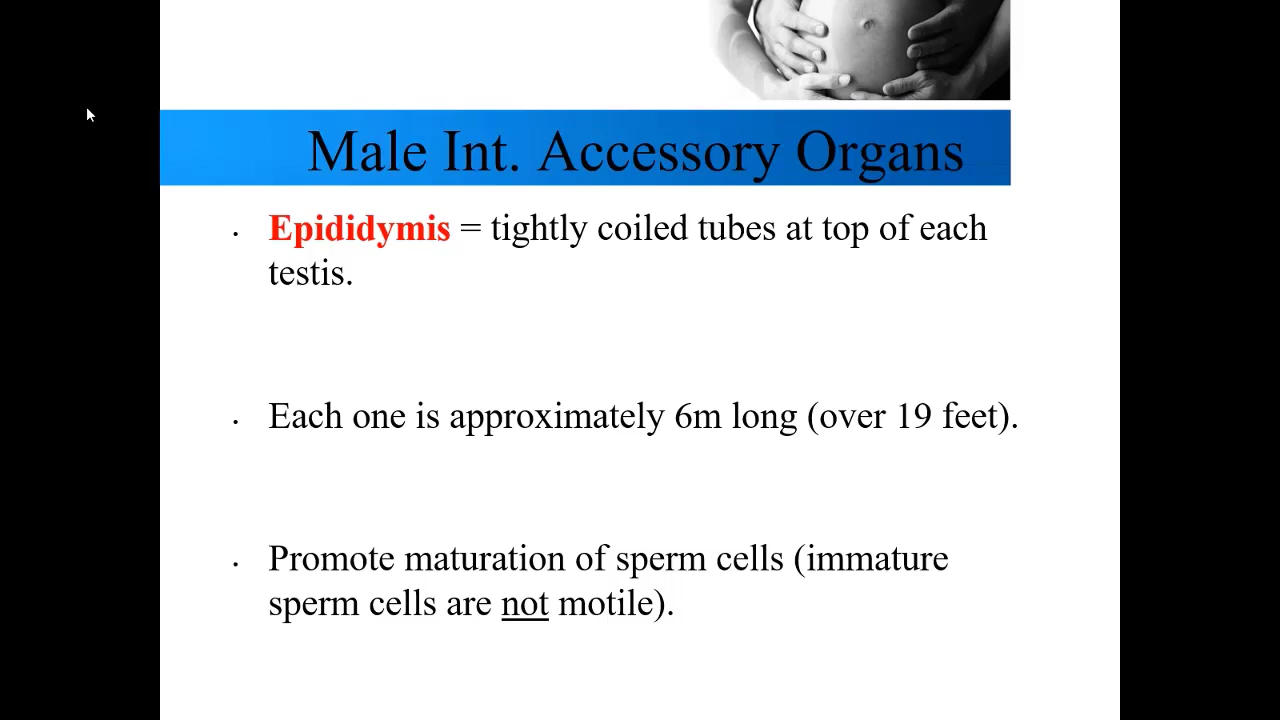 Male Int. Accessory Organs
• Epididymis = tightly coiled tubes at top of each
testis.
• Each one is approximately 6m long (over 19 feet).
• Promote maturation of sperm cells (immature
sperm cells are not motile).